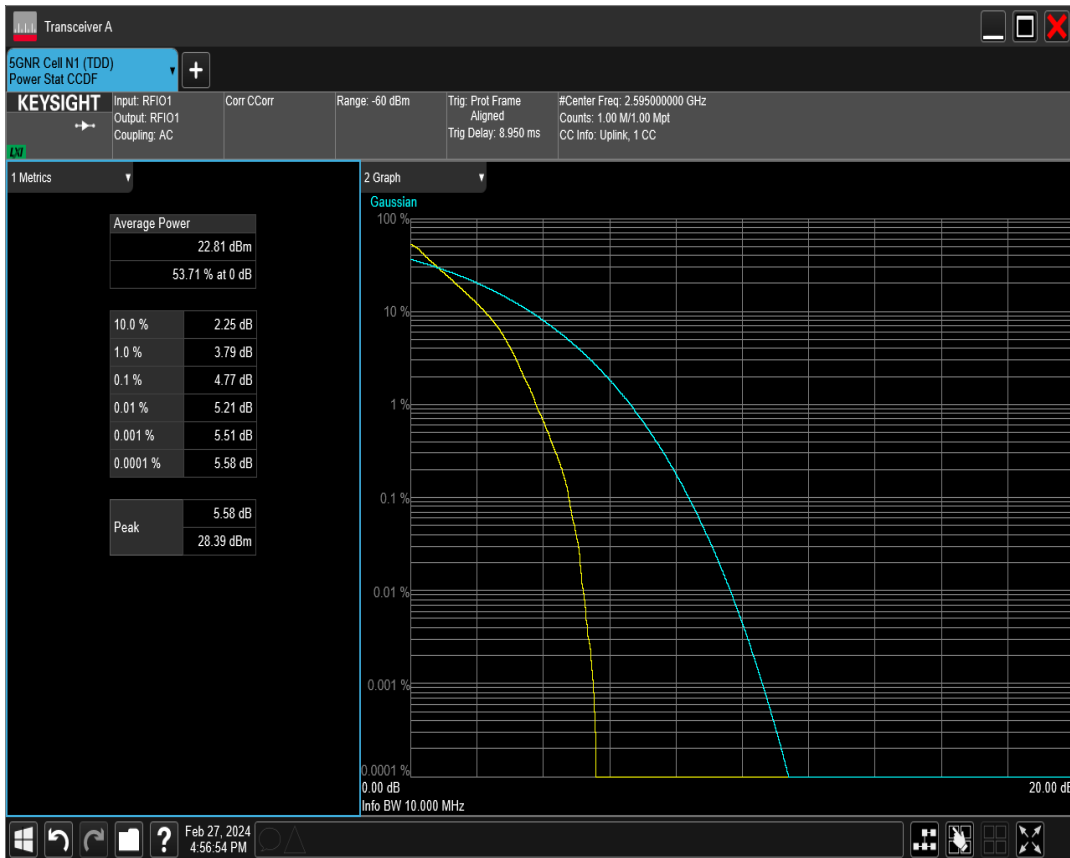 Transceiver A
5GNR Cell N1 (TDD)
Power Stat CCDF
+
KEYSIGHT
LXI
Input: RFIO1
Output: RFIO1
Coupling: AC
Corr CCorr
Range: -60 dBm
Trig: Prot Frame
Aligned
Trig Delay: 8.950 ms
#Center Freq: 2.595000000 GHz
Counts: 1.00 M/1.00 Mpt
CC Info: Uplink, 1 CC
1 Metrics
Average Power
22.81 dBm
53.71 % at 0 dB
10.0 % 2.25 dB
1.0 % 3.79 dB
0.1 % 4.77 dB
0.01 % 5.21 dB
0.001 % 5.51 dB
0.0001 % 5.58 dB
Peak
5.58 dB
28.39 dBm
2 Graph
Gaussian
100 %
10 %
1 %
0.1 %
0.01 %
0.001 %
0.0001 %
0.00 dB 20.00 dB
Info BW 10.000 MHz
?
Feb 27, 2024
4:56:54 PM